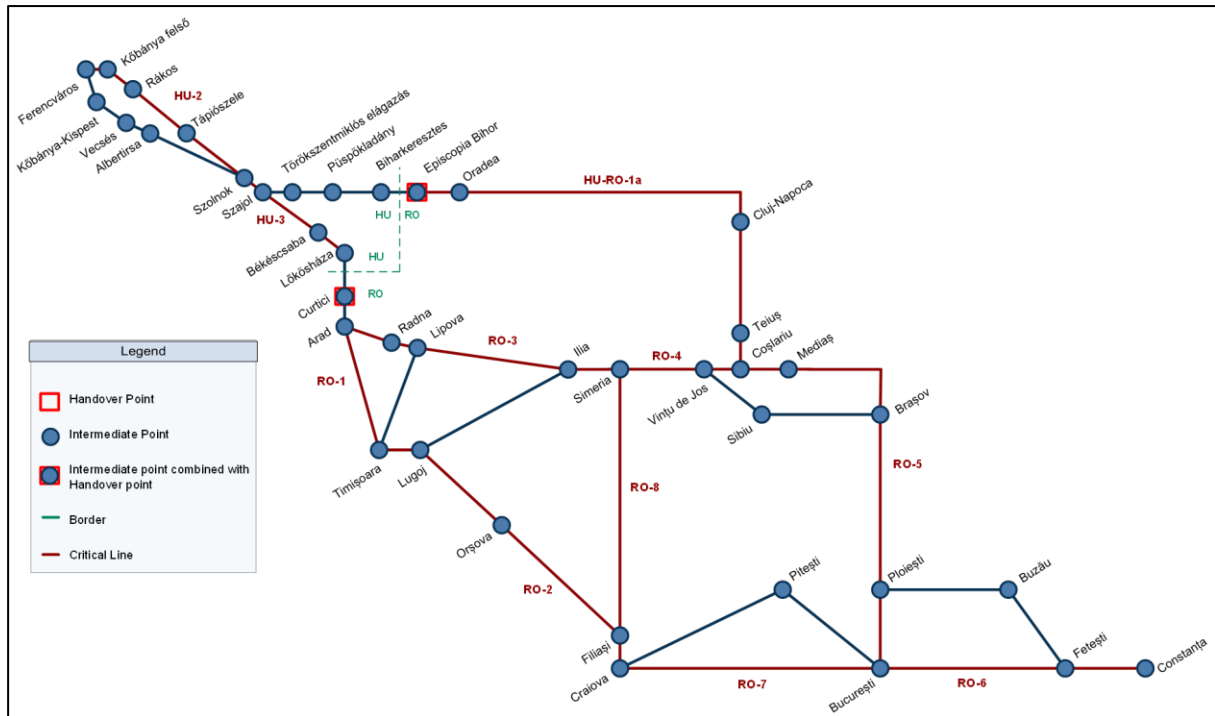 Kőbánya felső
Ferencváros
Rákos
HU-2
Kőbánya-Kispest
Vecsés
Albertirsa
Tápiószele
Szolnok
Szajol
Törökszentmiklós elágazás
Püspökladány
Biharkeresztes
Episcopia Bihor
Oradea
HU-RO-1a
Cluj-Napoca
HU
RO
HU-3
Békéscsaba
Lőkösháza
HU
RO
Curtici
Arad
Radna
Lipova
RO-3
Ilia
Simeria
RO-4
Vințu de Jos
Teiuș
Coșlariu
Mediaș
Sibiu
Brașov
RO-1
Timișoara
Lugoj
RO-8
RO-5
Orșova
RO-2
Filiași
Craiova
Pitești
Ploiești
Buzău
RO-7
București
RO-6
Fetești
Constanța
Legend
Handover Point
Intermediate Point
Intermediate point combined with
Handover point
Border
Critical Line